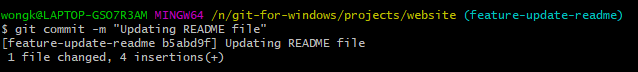 wongk@LAPTOP-GSO7R3AM MINGW64 /n/git-for-windows/projects/website (feature-update-readme)
$ git commit -m "Updating README file"
[feature-update-readme b5abd9f] Updating README file
 1 file changed, 4 insertions(+)